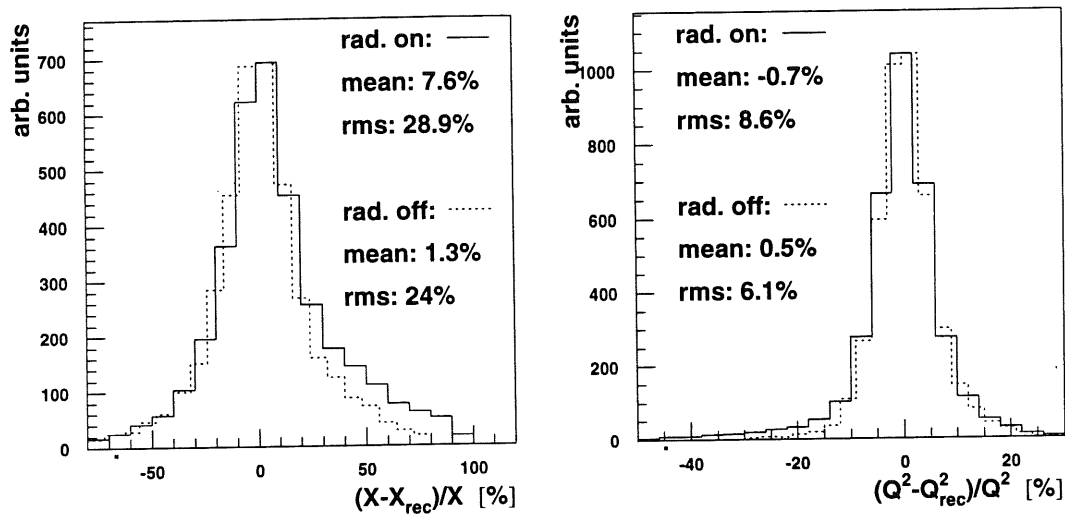 arb. units
700
600
500
400
300
200
100
0
rad. on:
mean: 7.6%
rms: 28.9%
rad. off:
mean: 1.3%
rms: 24%
-50
0
50
100
(X-X_rec)/X [%]
arb. units
1000
800
600
400
200
0
rad. on:
mean: -0.7%
rms: 8.6%
rad. off:
mean: 0.5%
rms: 6.1%
-40
-20
0
20
(Q²-Q²_rec)/Q² [%]